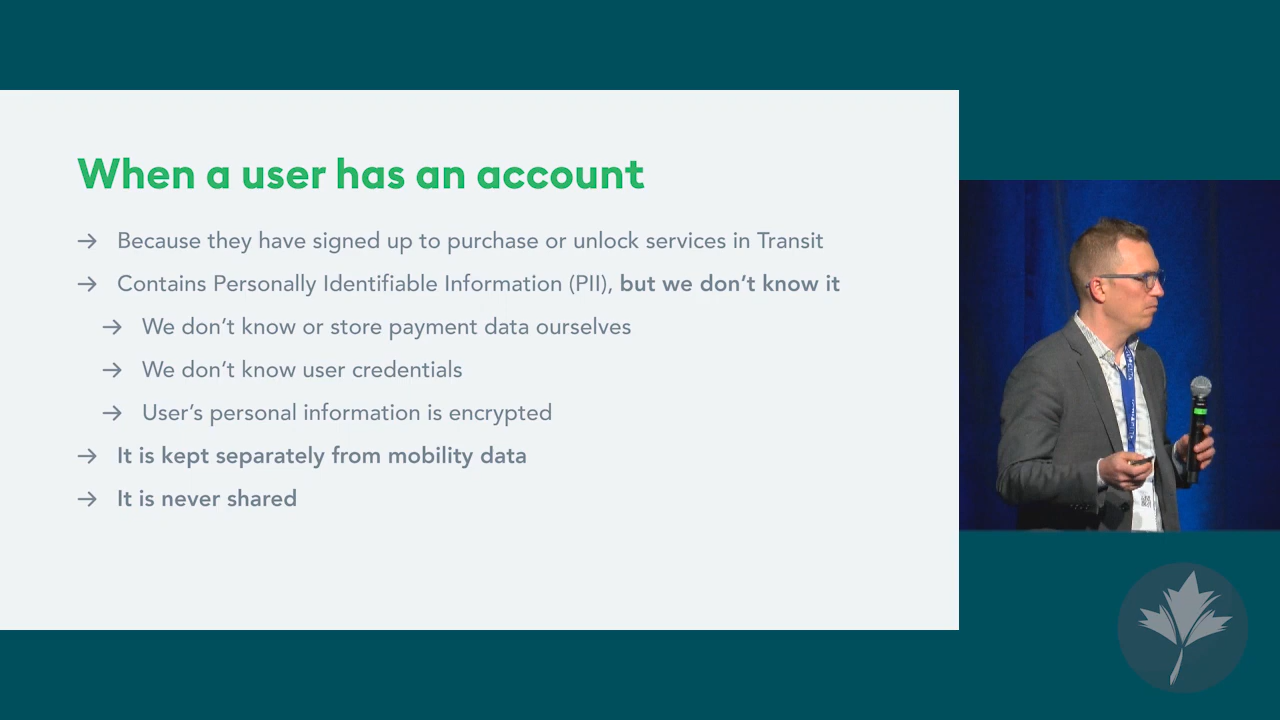 When a user has an account
→ Because they have signed up to purchase or unlock services in Transit
→ Contains Personally Identifiable Information (PII), but we don’t know it
→ We don’t know or store payment data ourselves
→ We don’t know user credentials
→ User’s personal information is encrypted
→ It is kept separately from mobility data
→ It is never shared